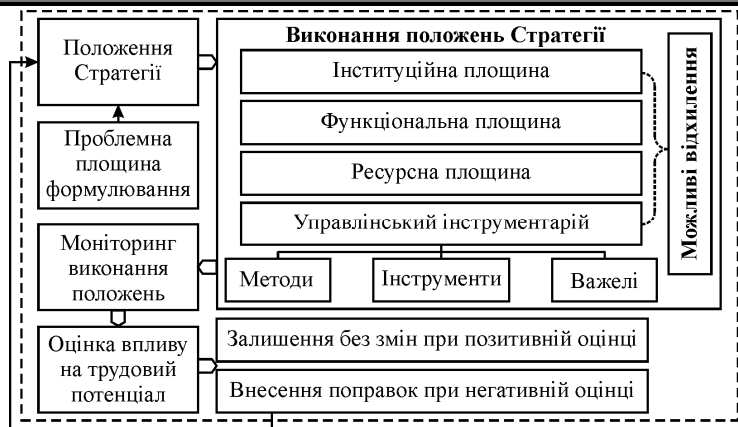 Положення
Стратегії
Проблемна
площина
формулювання
Моніторинг
виконання
положень
Оцінка впливу
на трудовий
потенціал
Виконання положень Стратегії
Інституційна площина
Функціональна площина
Ресурсна площина
Управлінський інструментарій
Методи
Інструменти
Важелі
Можливі відхилення
Залишення без змін при позитивній оцінці
Внесення поправок при негативній оцінці